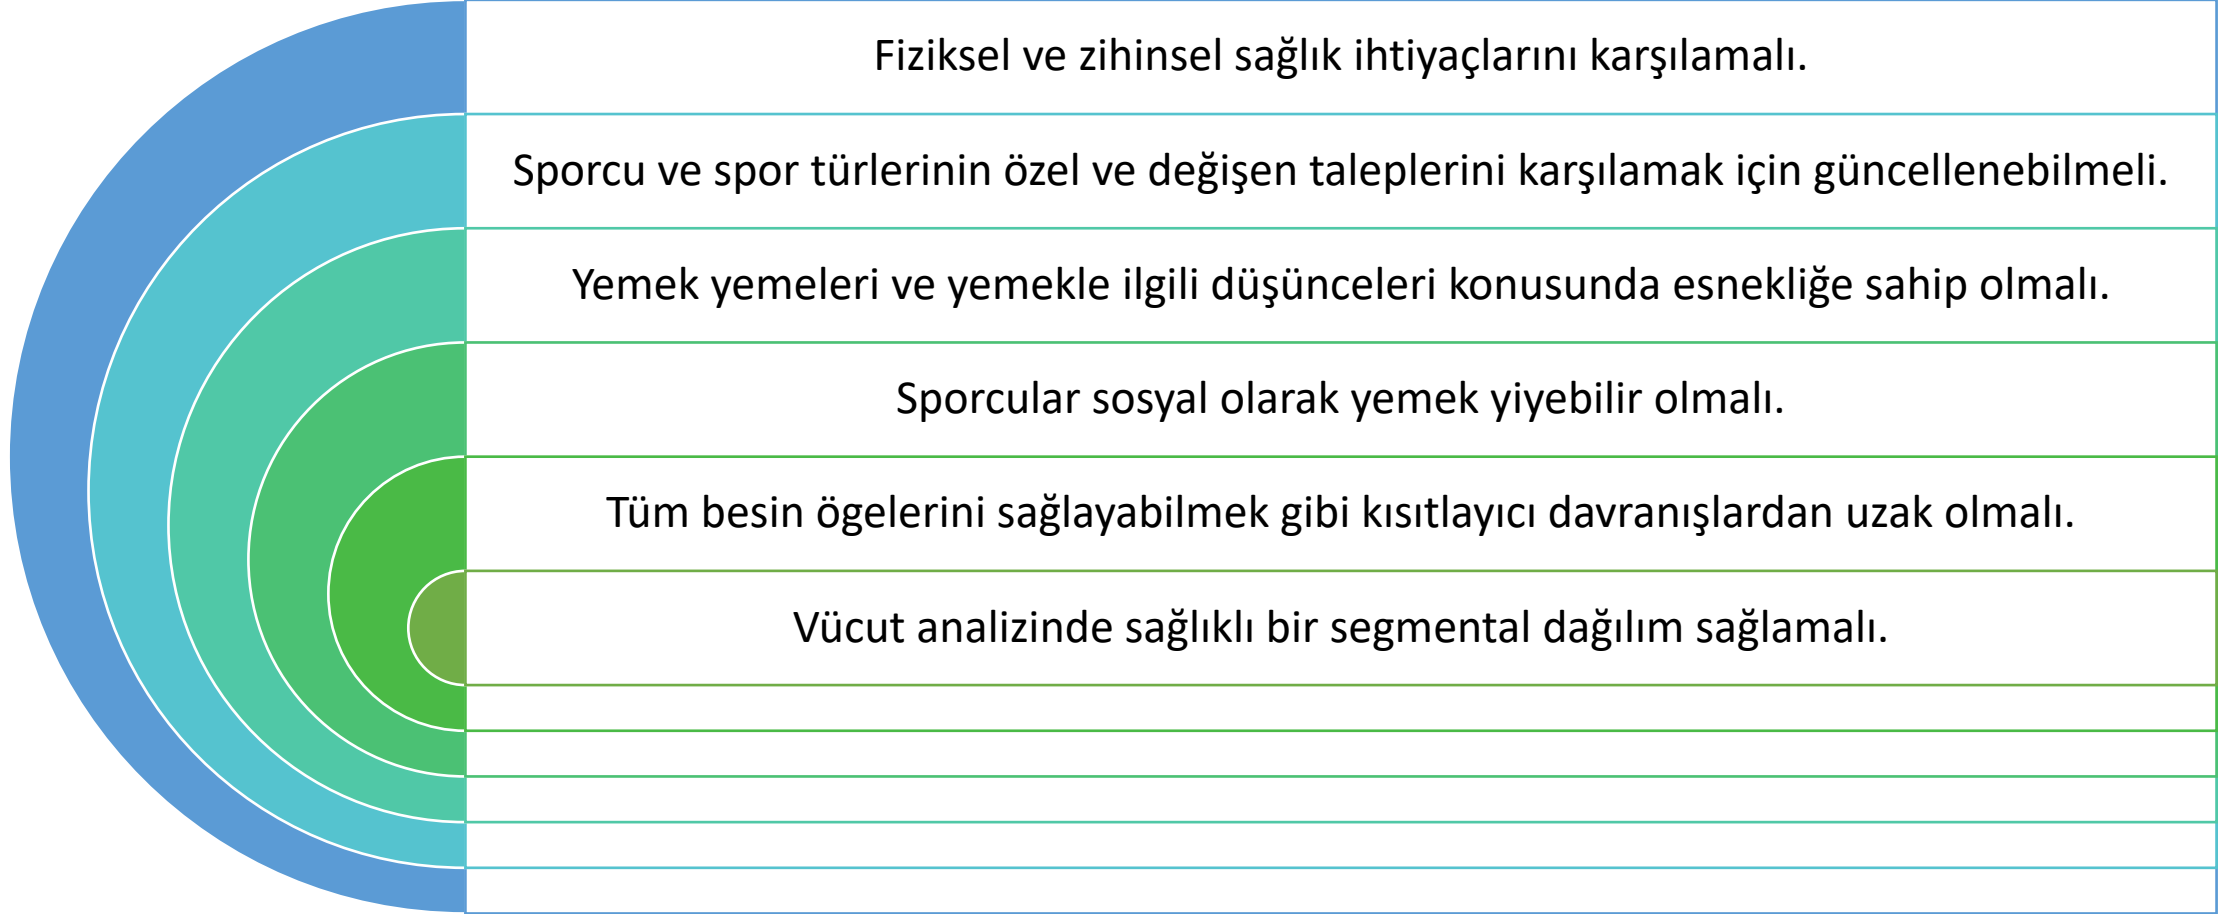 Fiziksel ve zihinsel sağlık ihtiyaçlarını karşılamalı.
Sporcu ve spor türlerinin özel ve değişen taleplerini karşılamak için güncellenebilmeli.
Yemek yemeleri ve yemekle ilgili düşünceleri konusunda esnekliğe sahip olmalı.
Sporcular sosyal olarak yemek yiyebilir olmalı.
Tüm besin ögelerini sağlayabilmek gibi kısıtlayıcı davranışlardan uzak olmalı.
Vücut analizinde sağlıklı bir segmental dağılım sağlamalı.